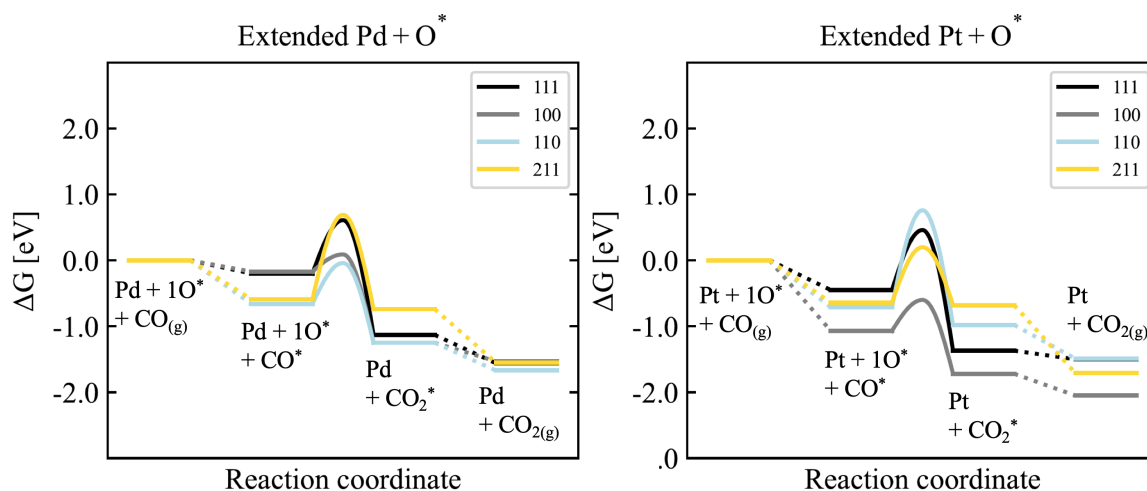 Extended Pd + O*
111
100
110
211
2.0
1.0
0.0
-1.0
-2.0
ΔG [eV]
Pd + 1O*
+ CO(g)
Pd + 1O*
+ CO*
Pd
+ CO2*
Pd
+ CO2(g)
Reaction coordinate
Extended Pt + O*
111
100
110
211
2.0
1.0
0.0
-1.0
-2.0
.0
ΔG [eV]
Pt + 1O*
+ CO(g)
Pt + 1O*
+ CO*
Pt
+ CO2*
Pt
+ CO2(g)
Reaction coordinate